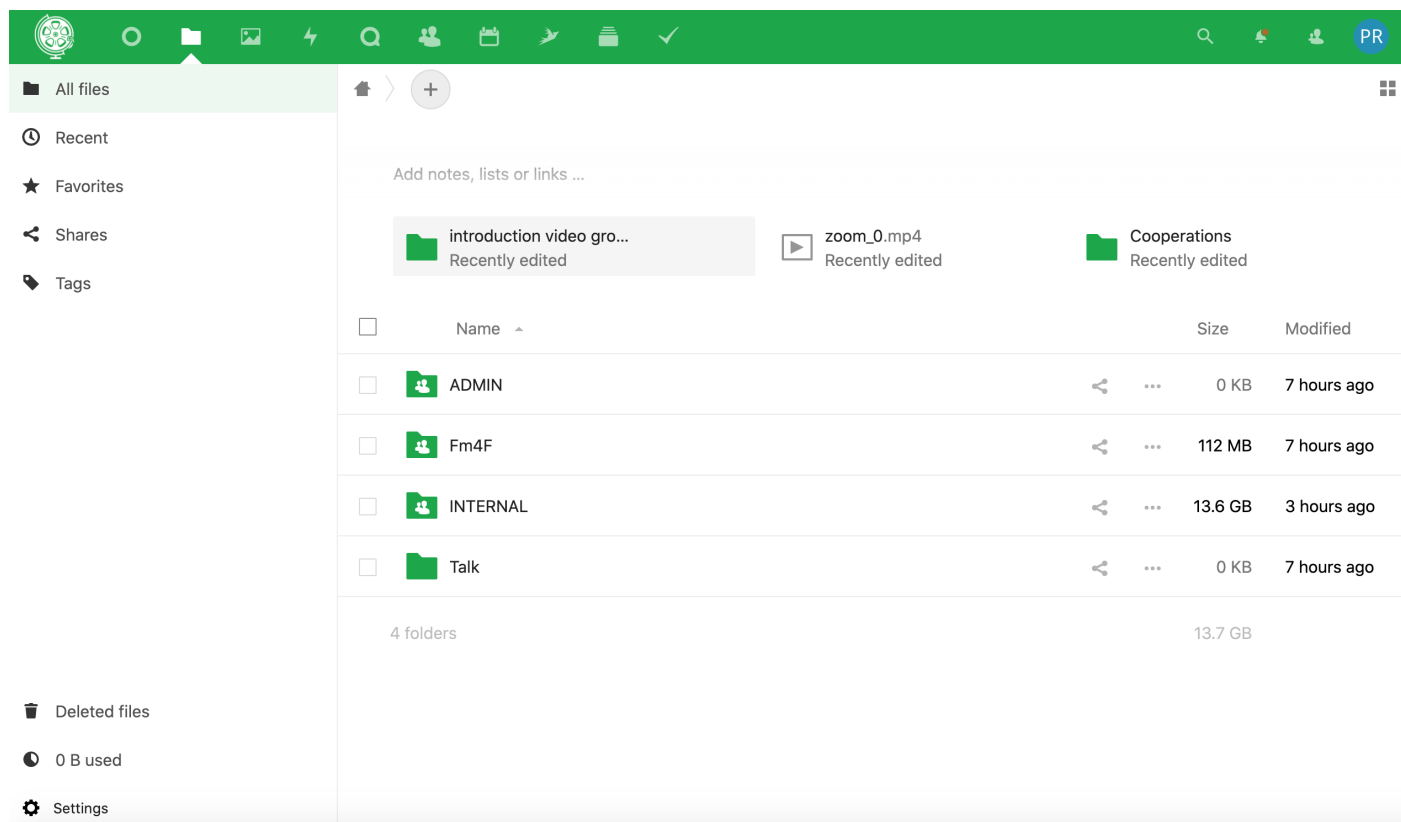 PR
All files
Recent
Favorites
Shares
Tags
Deleted files
0 B used
Settings
Add notes, lists or links ...
introduction video gro...
Recently edited
zoom_0.mp4
Recently edited
Cooperations
Recently edited
Name Size Modified
ADMIN 0 KB 7 hours ago
Fm4F 112 MB 7 hours ago
INTERNAL 13.6 GB 3 hours ago
Talk 0 KB 7 hours ago
4 folders 13.7 GB